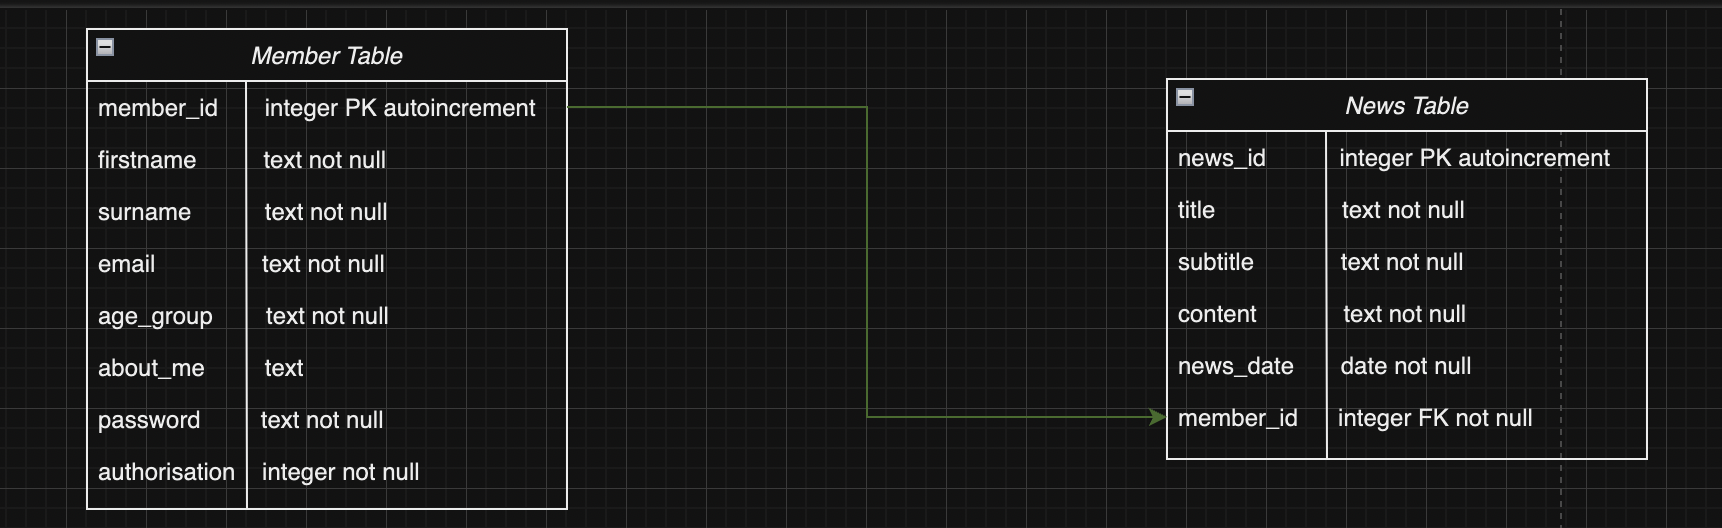 Member Table
member_id integer PK autoincrement
firstname text not null
surname text not null
email text not null
age_group text not null
about_me text
password text not null
authorisation integer not null
News Table
news_id integer PK autoincrement
title text not null
subtitle text not null
content text not null
news_date date not null
member_id integer FK not null